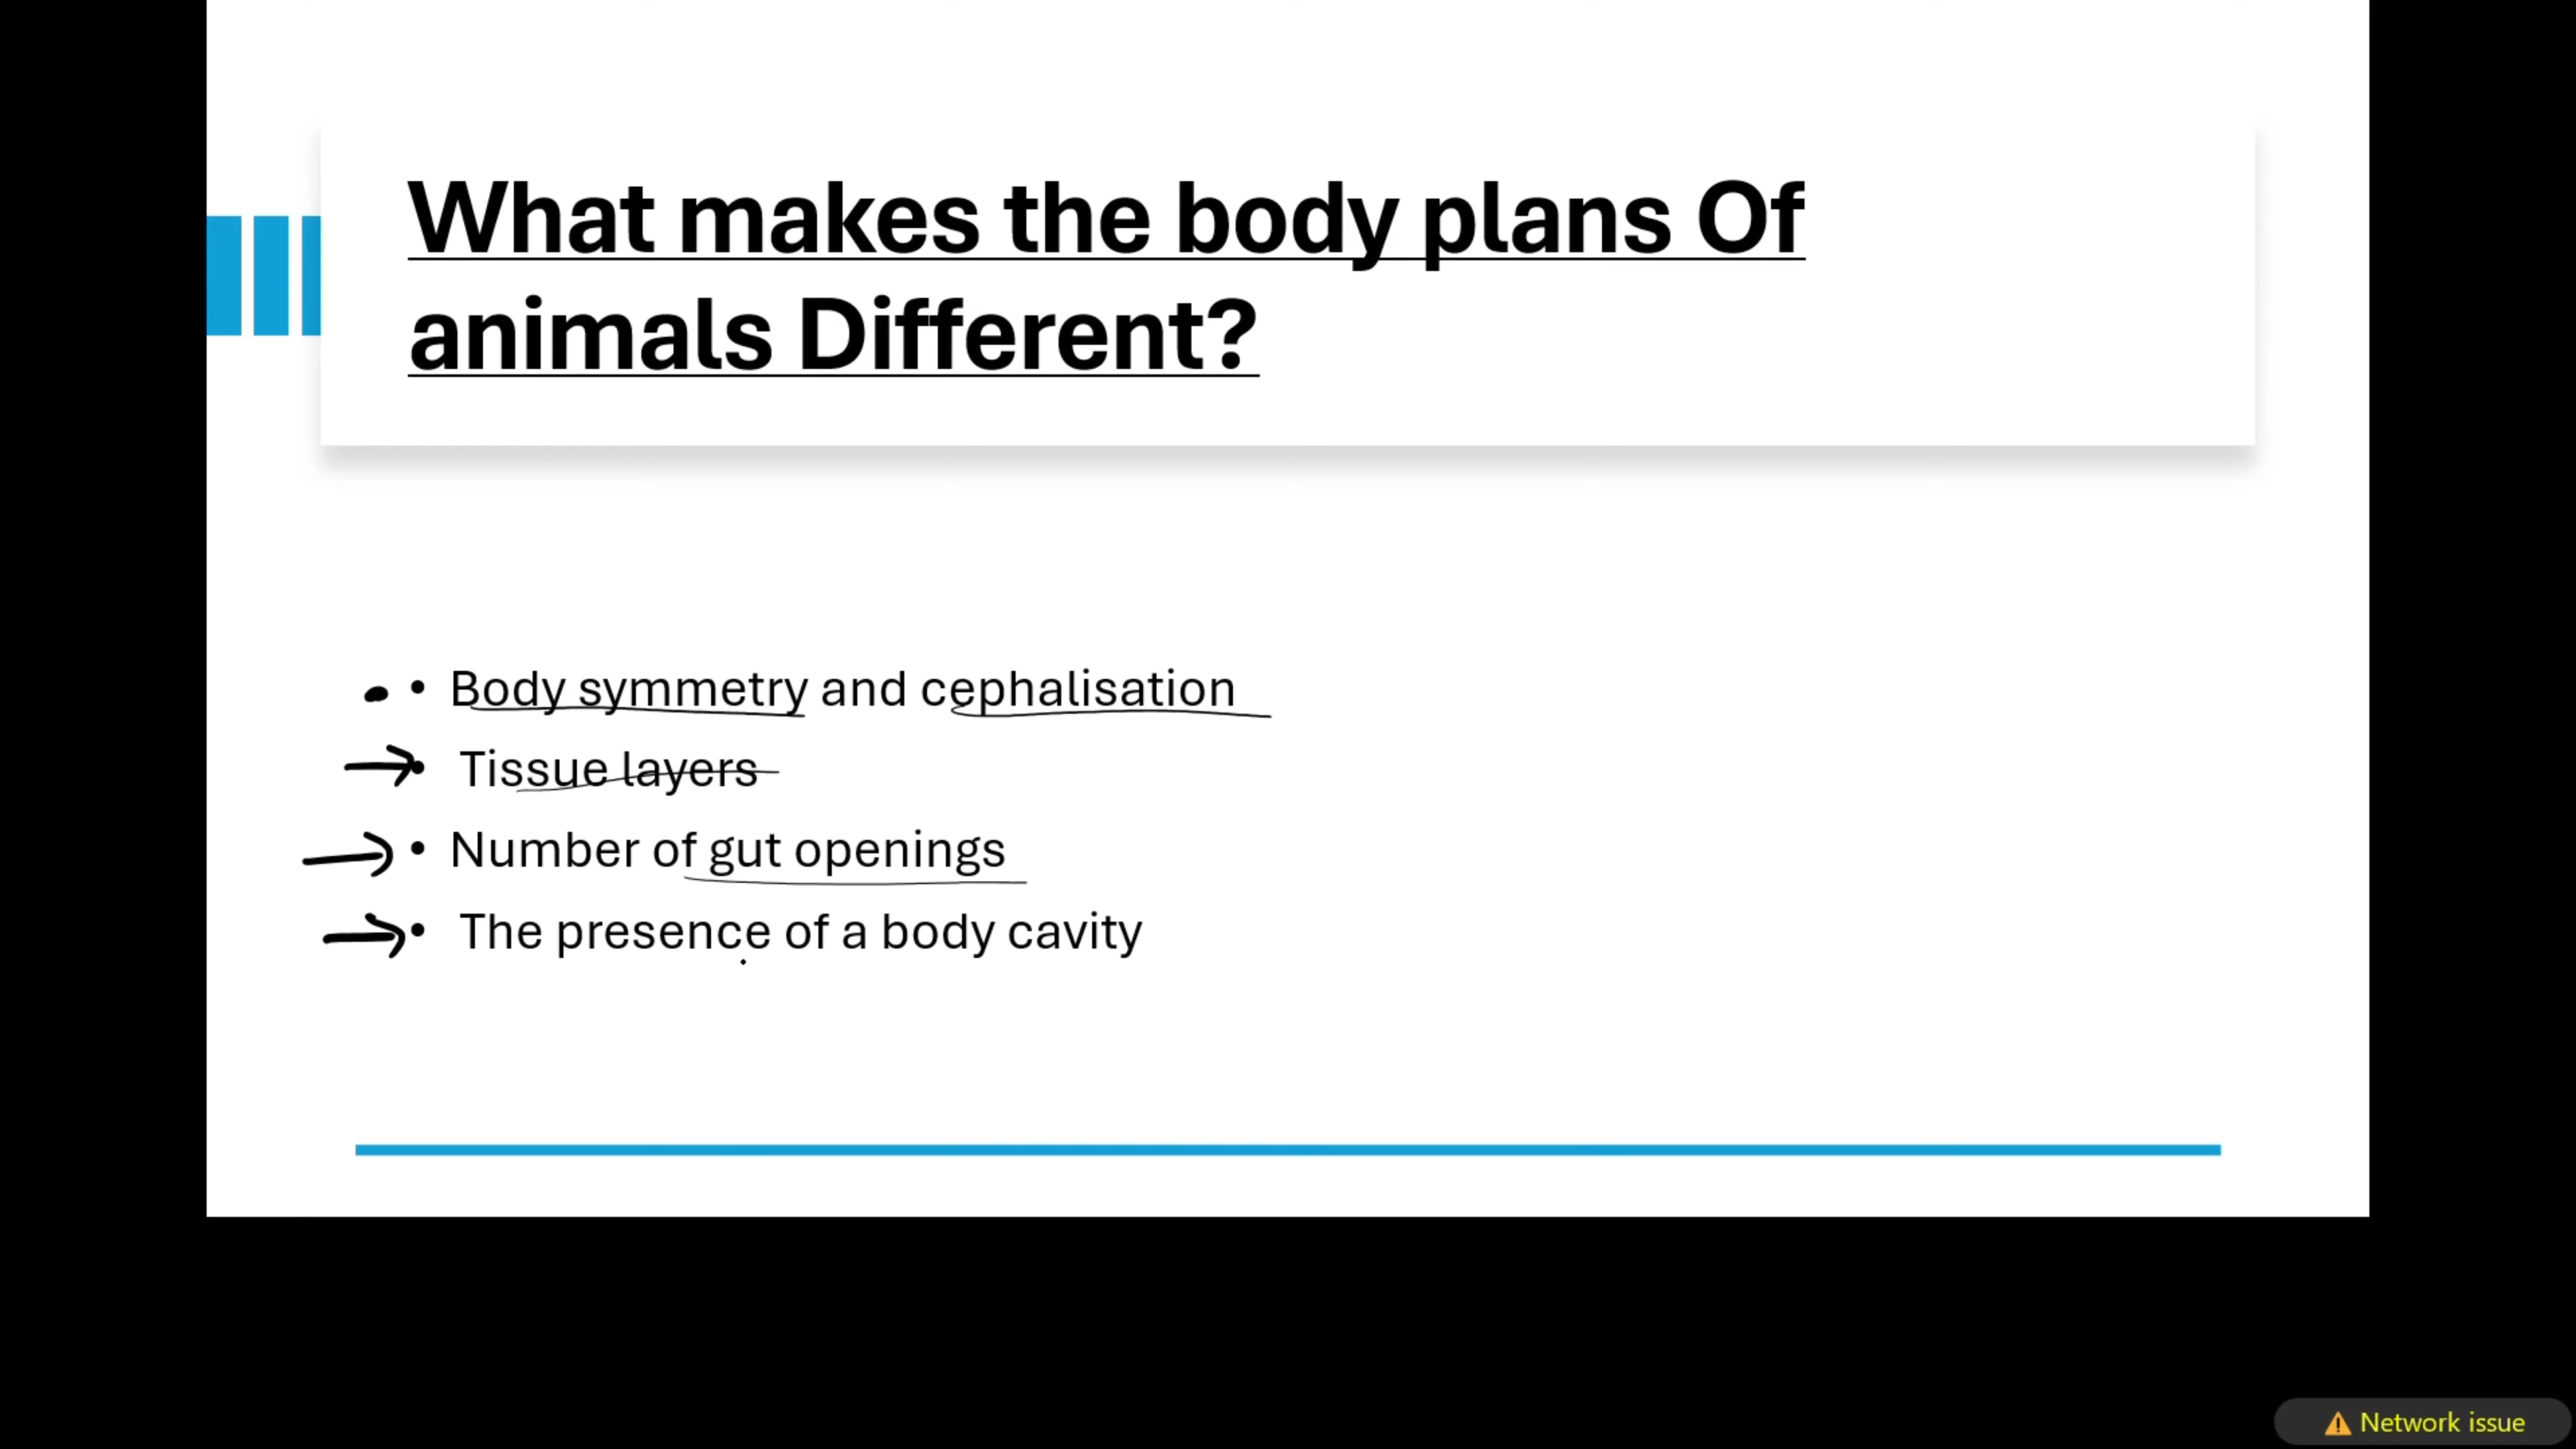 What makes the body plans Of
animals Different?
• Body symmetry and cephalisation
• Tissue layers
• Number of gut openings
• The presence of a body cavity
Network issue